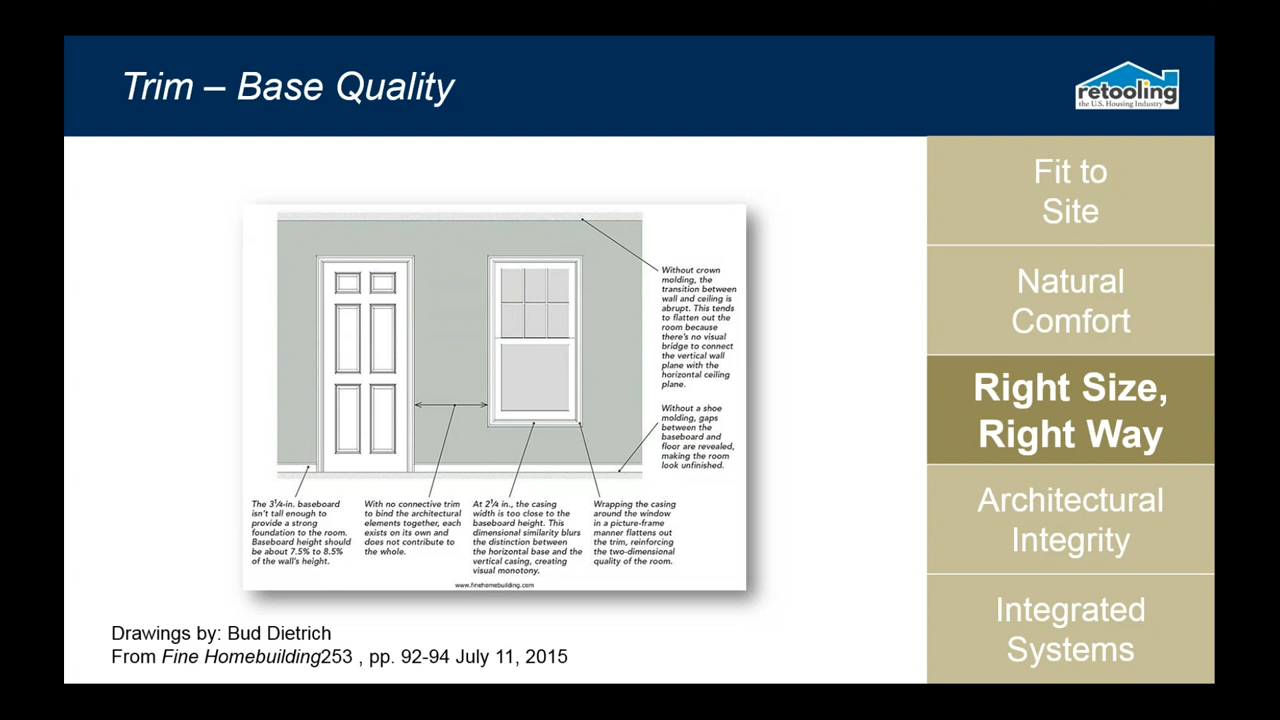 Trim – Base Quality
retooling
the U.S. Housing Industry
Fit to
Site
Natural
Comfort
Right Size,
Right Way
Architectural
Integrity
Integrated
Systems
Without crown
molding, the
transition between
wall and ceiling is
abrupt. This tends
to flatten out the
room because
there's no visual
bridge to connect
the vertical wall
plane with the
horizontal ceiling
plane.
Without a shoe
molding, gaps
between the
baseboard and
floor are revealed,
making the room
look unfinished.
The 3¼-in. baseboard
isn't tall enough to
provide a strong
foundation to the room.
Baseboard height should
be about 7.5% to 8.5%
of the wall's height.
With no connective trim
to bind the architectural
elements together, each
exists on its own and
does not contribute to
the whole.
At 2¼ in., the casing
width is too close to the
baseboard height. This
dimensional similarity blurs
the distinction between
the horizontal base and the
vertical casing, creating
visual monotony.
Wrapping the casing
around the window
in a picture-frame
manner flattens out
the trim, reinforcing
the two-dimensional
quality of the room.
www.finehomebuilding.com
Drawings by: Bud Dietrich
From Fine Homebuilding253 , pp. 92-94 July 11, 2015